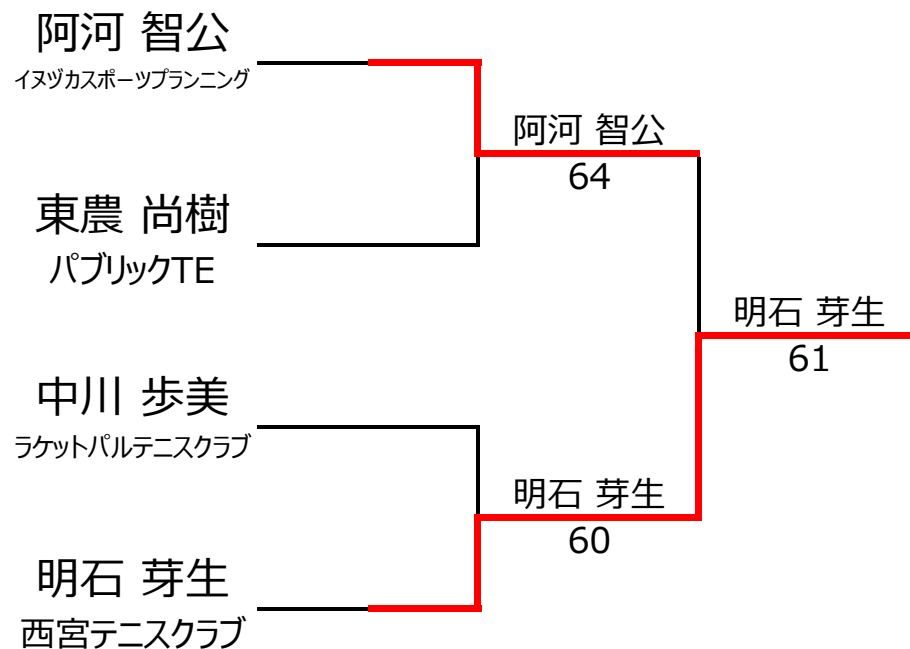 阿河 智公
イヌヅカスポーツプランニング
阿河 智公
64
東農 尚樹
パブリックTE
明石 芽生
61
中川 歩美
ラケットパルテニスクラブ
明石 芽生
60
明石 芽生
西宮テニスクラブ